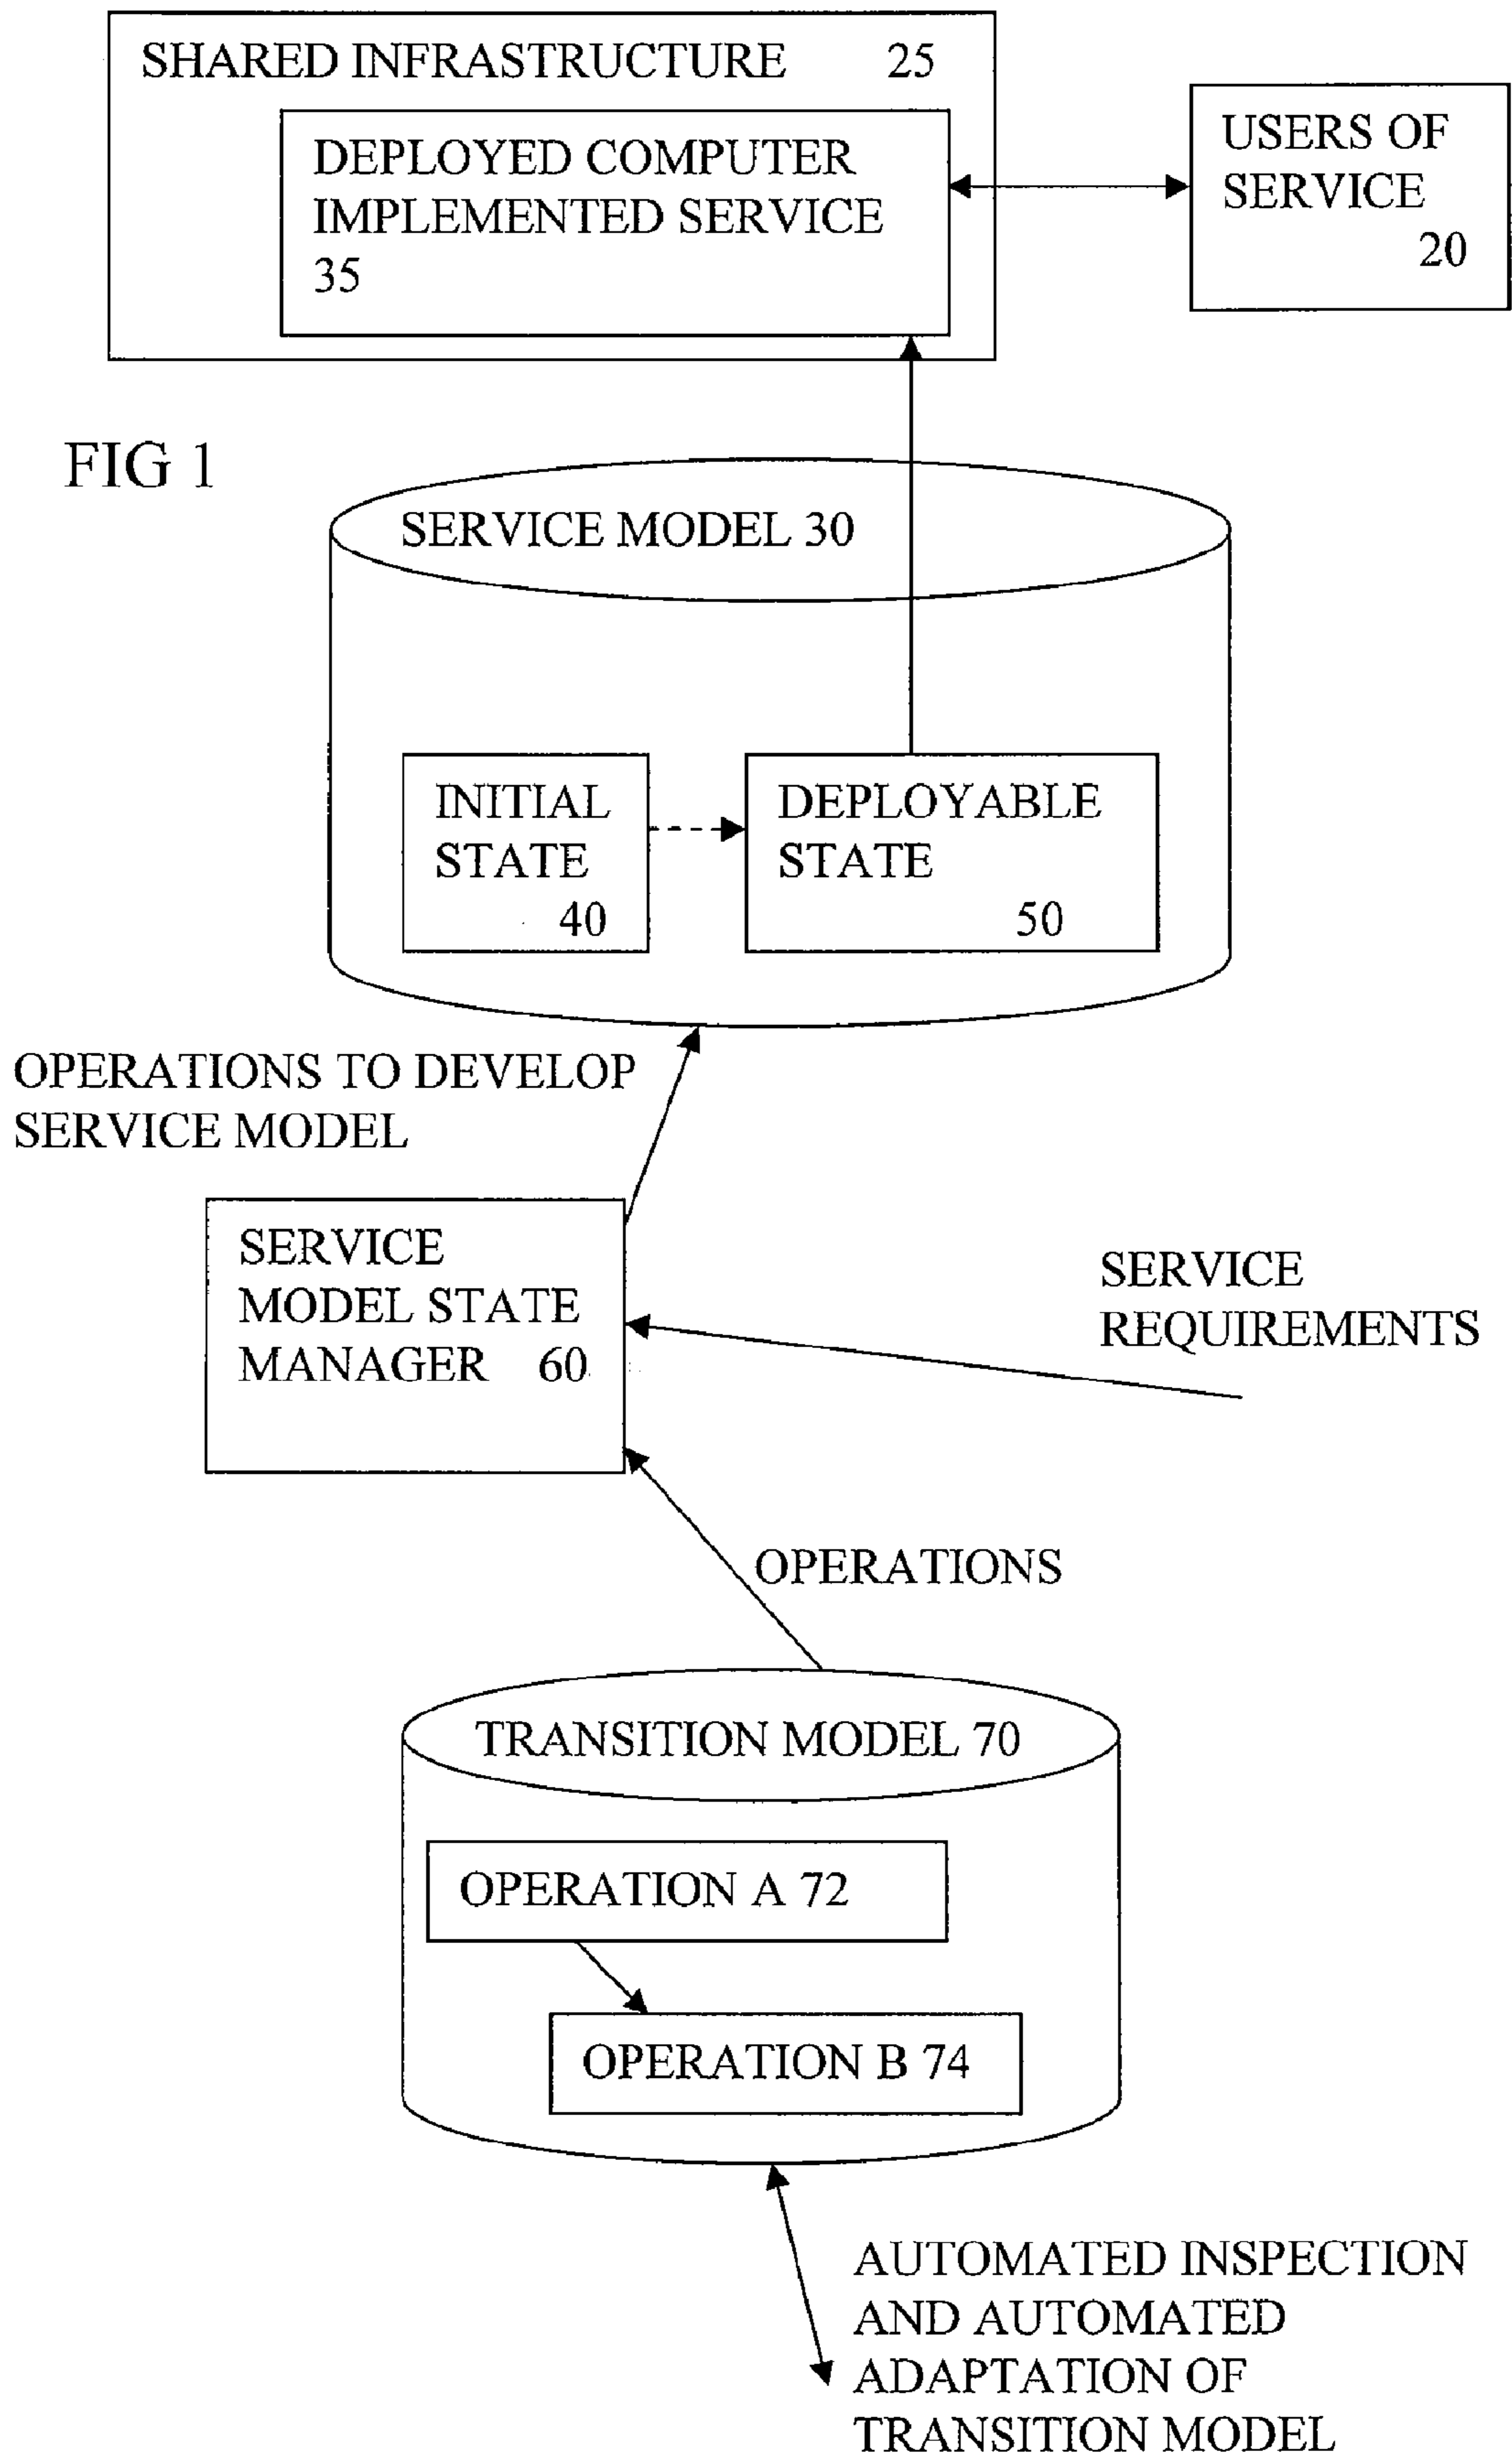 SHARED INFRASTRUCTURE 25
DEPLOYED COMPUTER
IMPLEMENTED SERVICE
35
USERS OF
SERVICE
20
FIG 1
SERVICE MODEL 30
INITIAL
STATE
40
DEPLOYABLE
STATE
50
OPERATIONS TO DEVELOP
SERVICE MODEL
SERVICE
MODEL STATE
MANAGER 60
SERVICE
REQUIREMENTS
OPERATIONS
TRANSITION MODEL 70
OPERATION A 72
OPERATION B 74
AUTOMATED INSPECTION
AND AUTOMATED
ADAPTATION OF
TRANSITION MODEL